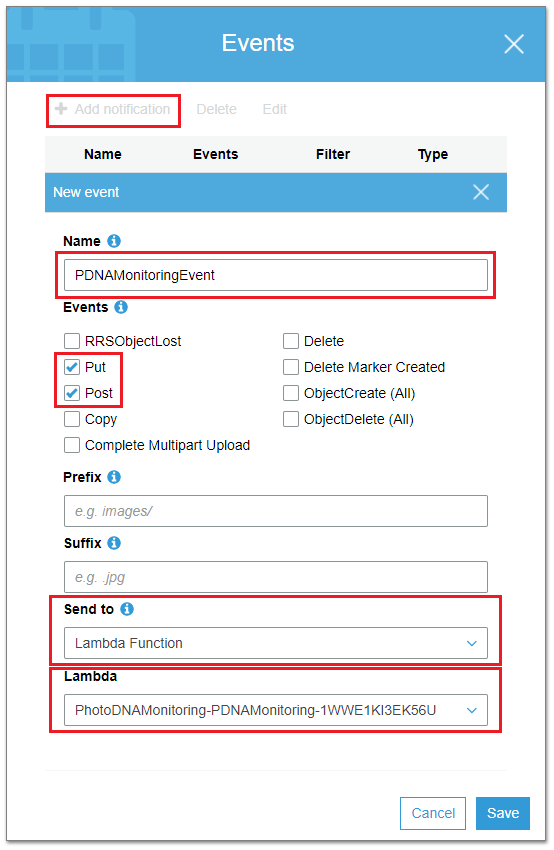 Events
Add notification Delete Edit
Name Events Filter Type
New event
Name
PDNAMonitoringEvent
Events
RRSObjectLost Delete
Put Delete Marker Created
Post ObjectCreate (All)
Copy ObjectDelete (All)
Complete Multipart Upload
Prefix
e.g. images/
Suffix
e.g. .jpg
Send to
Lambda Function
Lambda
PhotoDNAMonitoring-PDNAMonitoring-1WWE1KI3EK56U
Cancel Save